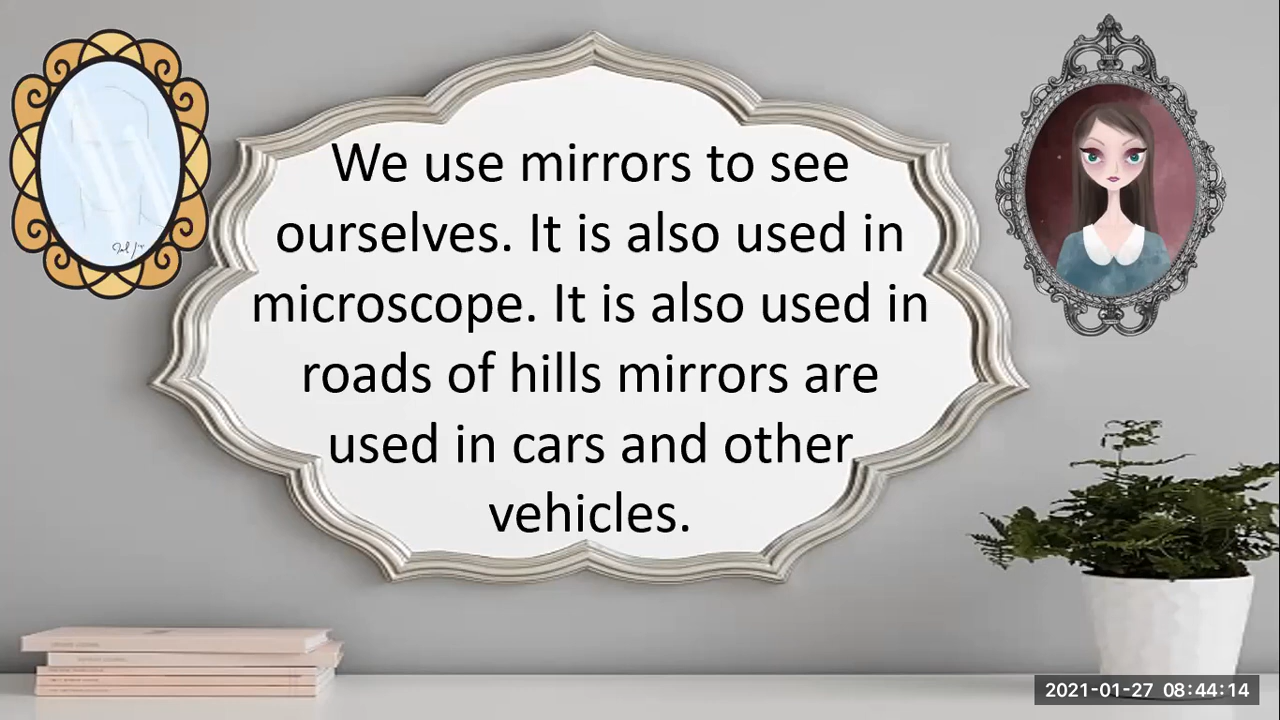 We use mirrors to see
ourselves. It is also used in
microscope. It is also used in
roads of hills mirrors are
used in cars and other
vehicles.
2021-01-27 08:44:14